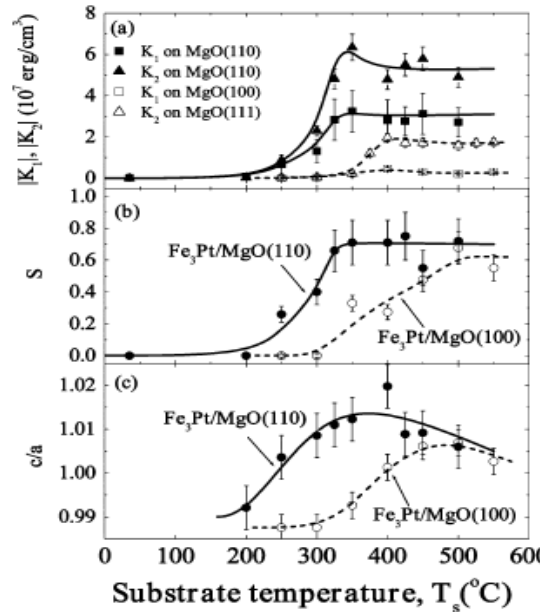 |K₁|, |K₂| (10⁷ erg/cm³)
8
6
4
2
0
(a)
■ K₁ on MgO(110)
▲ K₂ on MgO(110)
□ K₁ on MgO(100)
△ K₂ on MgO(111)
S
0.8
0.6
0.4
0.2
0.0
(b)
Fe₃Pt/MgO(110)
Fe₃Pt/MgO(100)
c/a
1.02
1.01
1.00
0.99
(c)
Fe₃Pt/MgO(110)
Fe₃Pt/MgO(100)
0 100 200 300 400 500 600
Substrate temperature, Tₛ(°C)